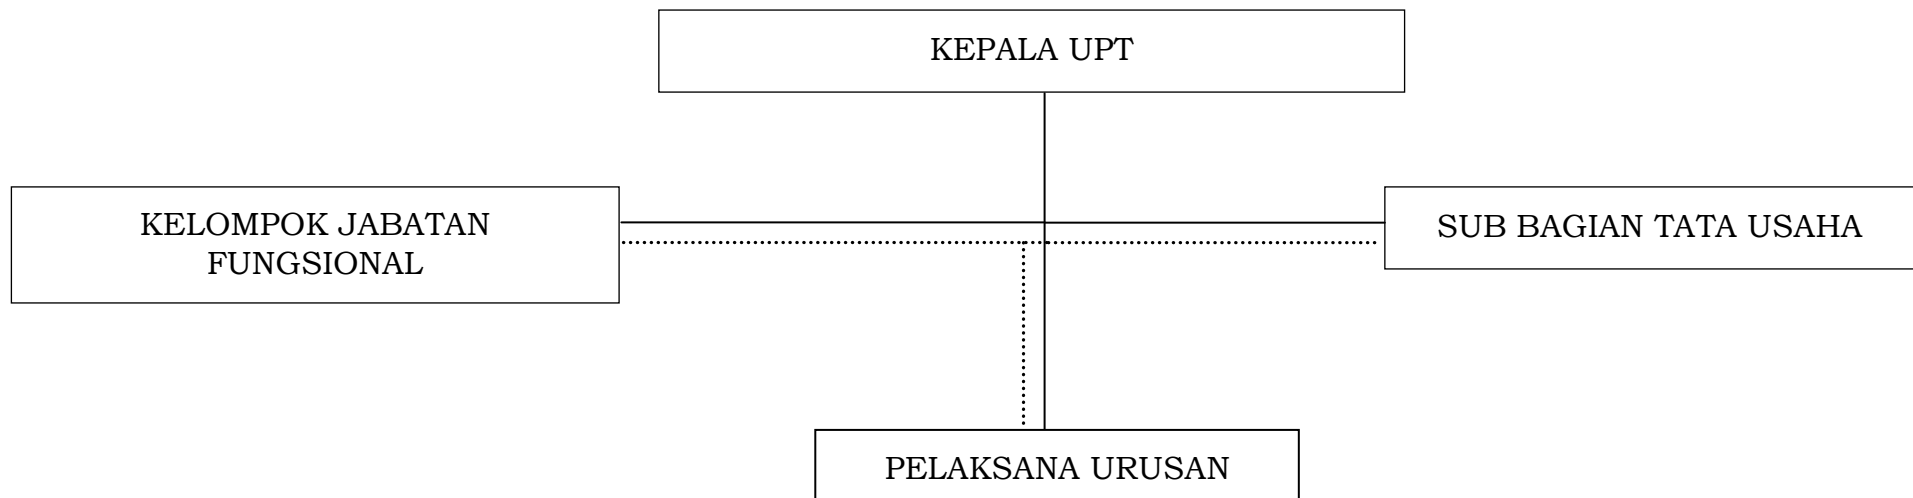 KEPALA UPT
KELOMPOK JABATAN
FUNGSIONAL
SUB BAGIAN TATA USAHA
PELAKSANA URUSAN